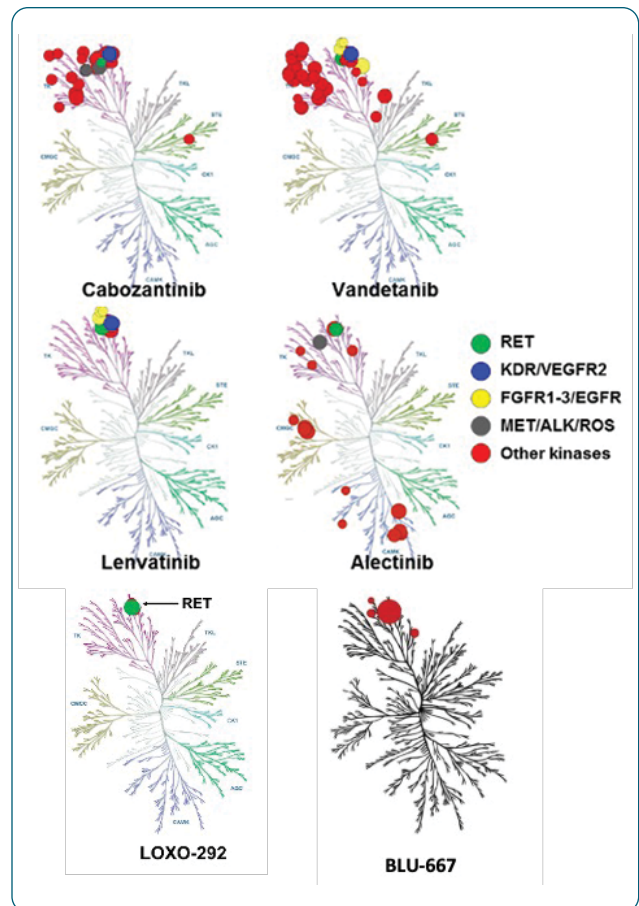 TK
TKL
STE
CK1
AGC
CAMK
CMGC
Cabozantinib
TKL
STE
CK1
AGC
CAMK
CMGC
Vandetanib
TK
TKL
STE
CK1
AGC
CAMK
CMGC
Lenvatinib
TK
TKL
STE
CK1
AGC
CAMK
CMGC
Alectinib
RET
KDR/VEGFR2
FGFR1-3/EGFR
MET/ALK/ROS
Other kinases
RET
TK
TKL
STE
CK1
AGC
CAMK
CMGC
LOXO-292
BLU-667